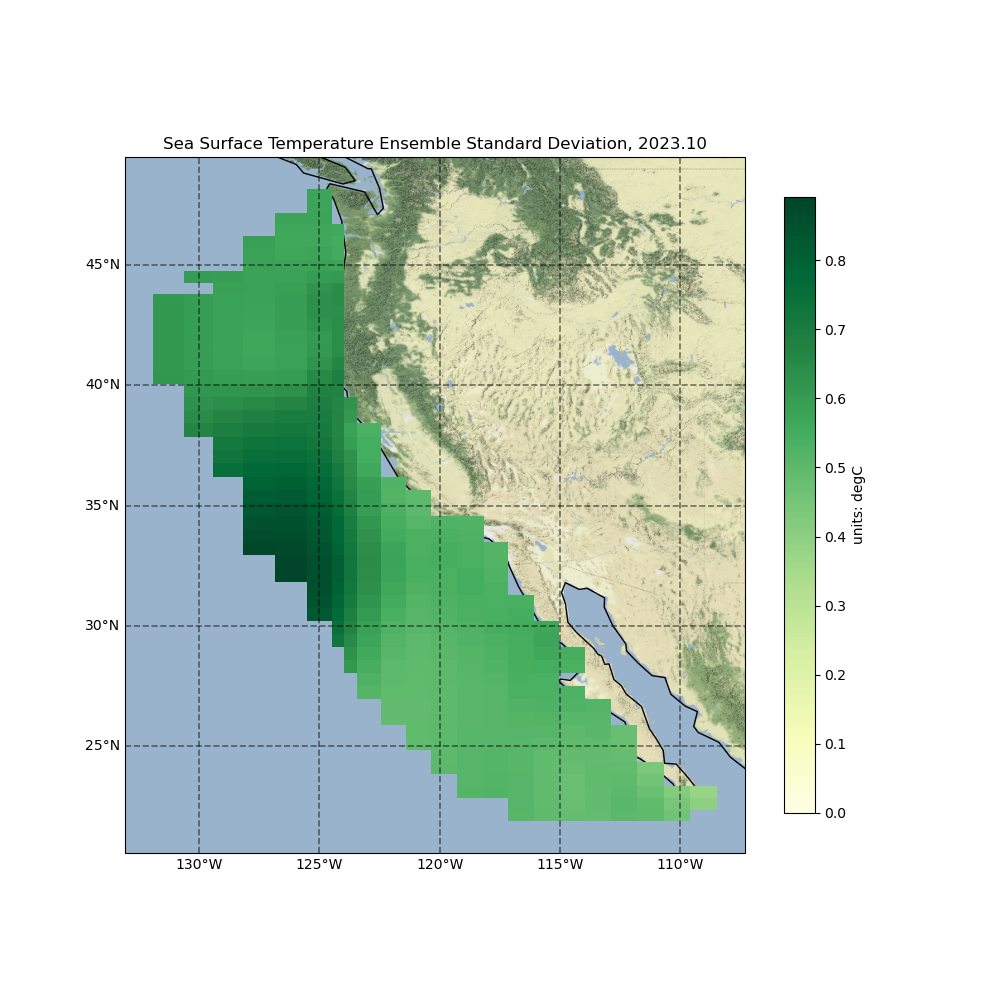 Sea Surface Temperature Ensemble Standard Deviation, 2023.10
45°N
40°N
35°N
30°N
25°N
130°W
125°W
120°W
115°W
110°W
0.8
0.7
0.6
0.5
0.4
0.3
0.2
0.1
0.0
units: degC